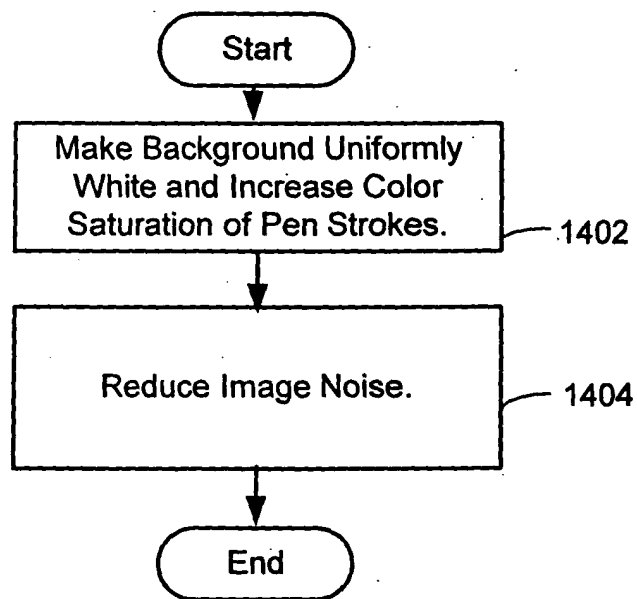 Start
Make Background Uniformly
White and Increase Color
Saturation of Pen Strokes.
1402
Reduce Image Noise.
1404
End